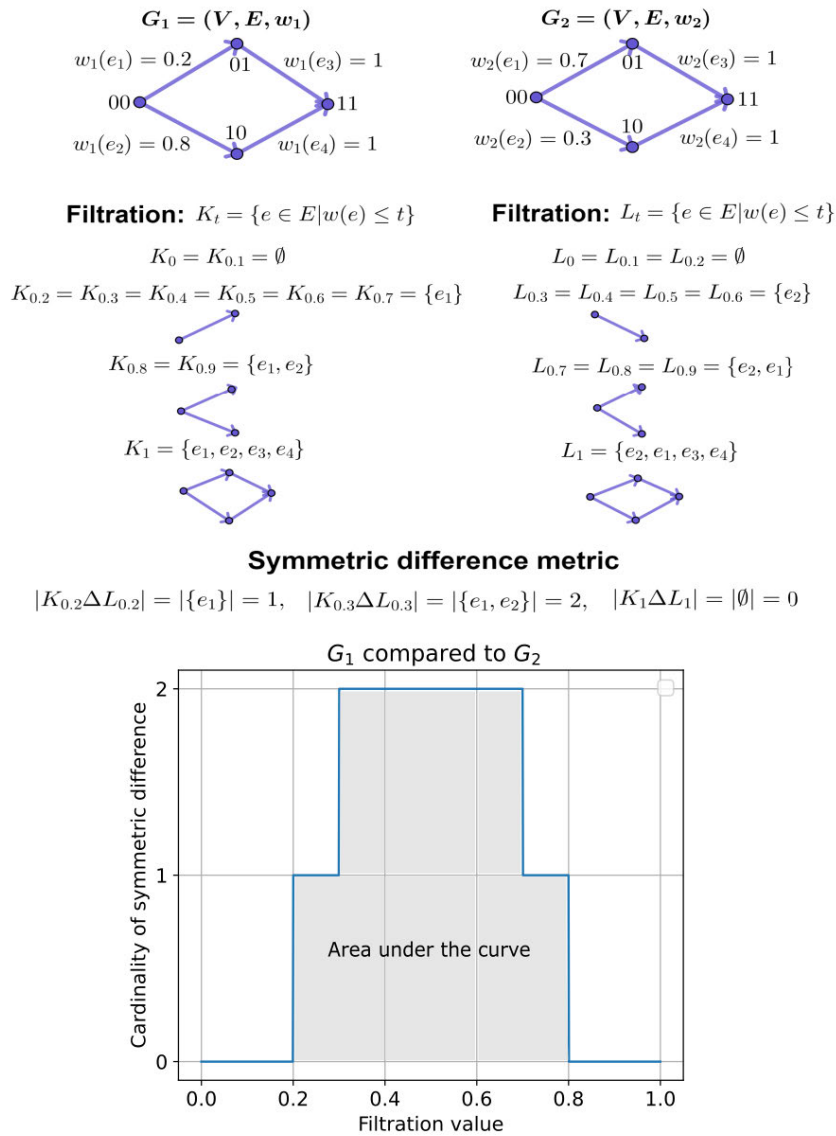 G₁ = (V, E, w₁)
w₁(e₁) = 0.2
01
w₁(e₃) = 1
00
11
10
w₁(e₂) = 0.8
w₁(e₄) = 1
G₂ = (V, E, w₂)
w₂(e₁) = 0.7
01
w₂(e₃) = 1
00
11
10
w₂(e₂) = 0.3
w₂(e₄) = 1
Filtration: Kₜ = {e ∈ E|w(e) ≤ t}
K₀ = K₀.₁ = ∅
K₀.₂ = K₀.₃ = K₀.₄ = K₀.₅ = K₀.₆ = K₀.₇ = {e₁}
K₀.₈ = K₀.₉ = {e₁, e₂}
K₁ = {e₁, e₂, e₃, e₄}
Filtration: Lₜ = {e ∈ E|w(e) ≤ t}
L₀ = L₀.₁ = L₀.₂ = ∅
L₀.₃ = L₀.₄ = L₀.₅ = L₀.₆ = {e₂}
L₀.₇ = L₀.₈ = L₀.₉ = {e₂, e₁}
L₁ = {e₂, e₁, e₃, e₄}
Symmetric difference metric
|K₀.₂ΔL₀.₂| = |{e₁}| = 1, |K₀.₃ΔL₀.₃| = |{e₁, e₂}| = 2, |K₁ΔL₁| = |∅| = 0
G₁ compared to G₂
Cardinality of symmetric difference
2
1
0
Area under the curve
0.0 0.2 0.4 0.6 0.8 1.0
Filtration value